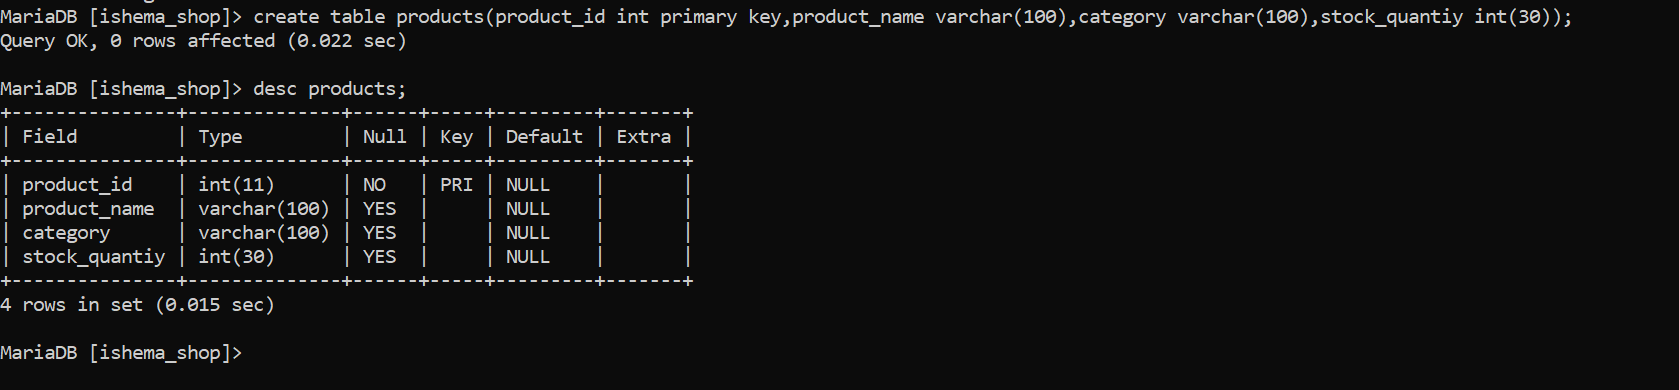 MariaDB [ishema_shop]> create table products(product_id int primary key,product_name varchar(100),category varchar(100),stock_quantiy int(30));
Query OK, 0 rows affected (0.022 sec)

MariaDB [ishema_shop]> desc products;
+---------------+--------------+------+-----+---------+-------+
| Field         | Type         | Null | Key | Default | Extra |
+---------------+--------------+------+-----+---------+-------+
| product_id    | int(11)      | NO   | PRI | NULL    |       |
| product_name  | varchar(100) | YES  |     | NULL    |       |
| category      | varchar(100) | YES  |     | NULL    |       |
| stock_quantiy | int(30)      | YES  |     | NULL    |       |
+---------------+--------------+------+-----+---------+-------+
4 rows in set (0.015 sec)

MariaDB [ishema_shop]>